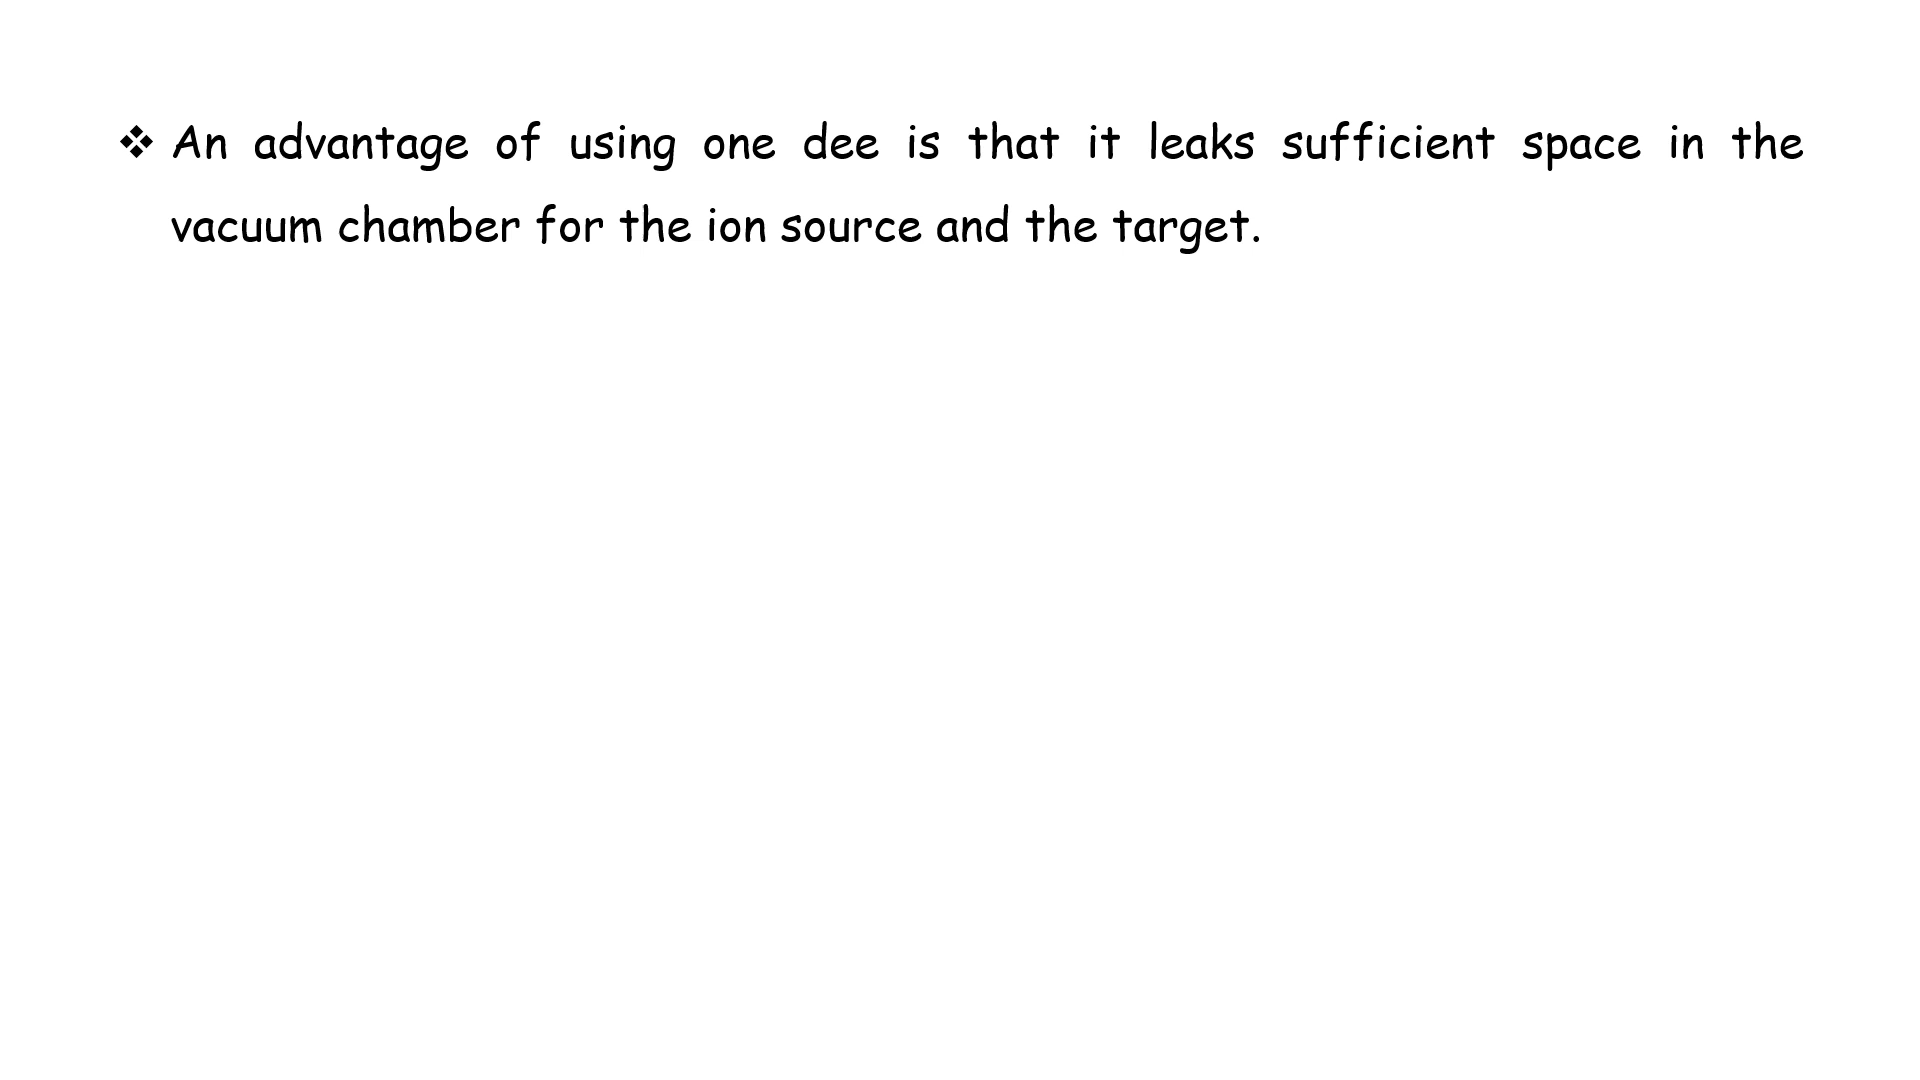 ❖ An advantage of using one dee is that it leaks sufficient space in the
vacuum chamber for the ion source and the target.